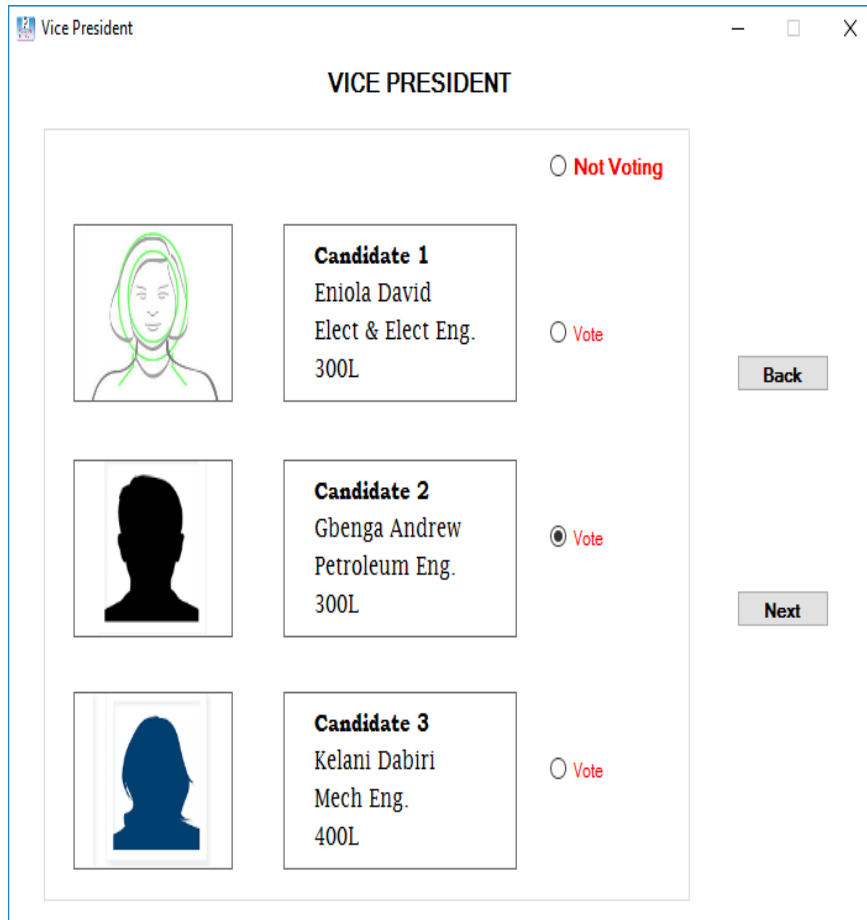 Vice President
VICE PRESIDENT
Not Voting
Candidate 1
Eniola David
Elect & Elect Eng.
300L
Vote
Back
Candidate 2
Gbenga Andrew
Petroleum Eng.
300L
Vote
Next
Candidate 3
Kelani Dabiri
Mech Eng.
400L
Vote